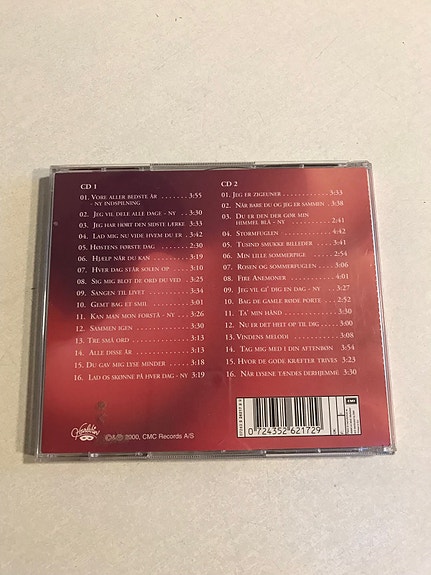 CD 1
01. Vore aller bedste år ....... 3:55
- ny indspilning
02. Jeg vil dele alle dage - ny .... 3:30
03. Jeg har hørt den sidste lærke 3:33
04. Lad mig nu vide hvem du er . 3:42
05. Høstens første dag ......... 2:30
06. Hjælp når du kan .......... 3:19
07. Hver dag står solen op ..... 3:10
08. Sig mig blot de ord du ved . 3:25
09. Sangen til livet ........... 3:34
10. Gemt bag et smil .......... 3:01
11. Kan man mon forstå - ny .. 3:26
12. Sammen igen .............. 3:30
13. Tre små ord .............. 3:13
14. Alle disse år .............. 3:13
15. Du gav mig lyse minder ..... 3:18
16. Lad os skønne på hver dag - ny 3:19
CD 2
01. Jeg er zigeuner ........... 3:33
02. Når bare du og jeg er sammen . 3:38
03. Du er den der gør min
himmel blå - ny ............. 2:41
04. Stormfuglen ............... 4:42
05. Tusind smukke billeder ..... 3:41
06. Min lille sommerpige ....... 2:54
07. Rosen og sommerfuglen ..... 3:06
08. Fire Anemoner ............. 4:01
09. Jeg vil gi' dig en dag - ny .. 3:27
10. Bag de gamle røde porte .... 2:52
11. Ta' min hånd .............. 3:30
12. Nu er det helt op til dig ... 3:00
13. Vindens melodi ............ 3:08
14. Tag mig med i din aftenbøn 3:54
15. Hvor de gode kræfter trives 3:23
16. Når lysene tændes derhjemme 3:30
©&℗ 2000, CMC Records A/S
EMI
0 724352 621729